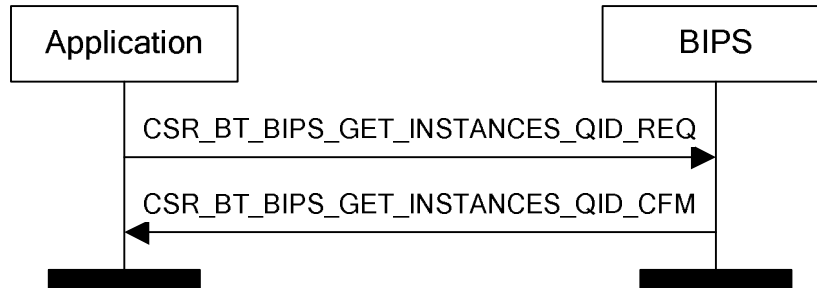 Application
BIPS
CSR_BT_BIPS_GET_INSTANCES_QID_REQ
CSR_BT_BIPS_GET_INSTANCES_QID_CFM